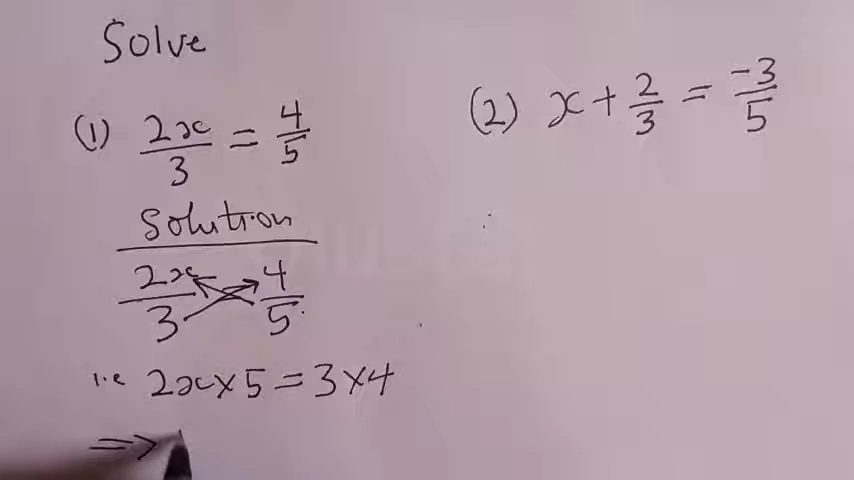 Solve
(1) 2x/3 = 4/5
Solution
2x/3 4/5
i.e 2x×5 = 3×4
⇒
(2) x + 2/3 = -3/5